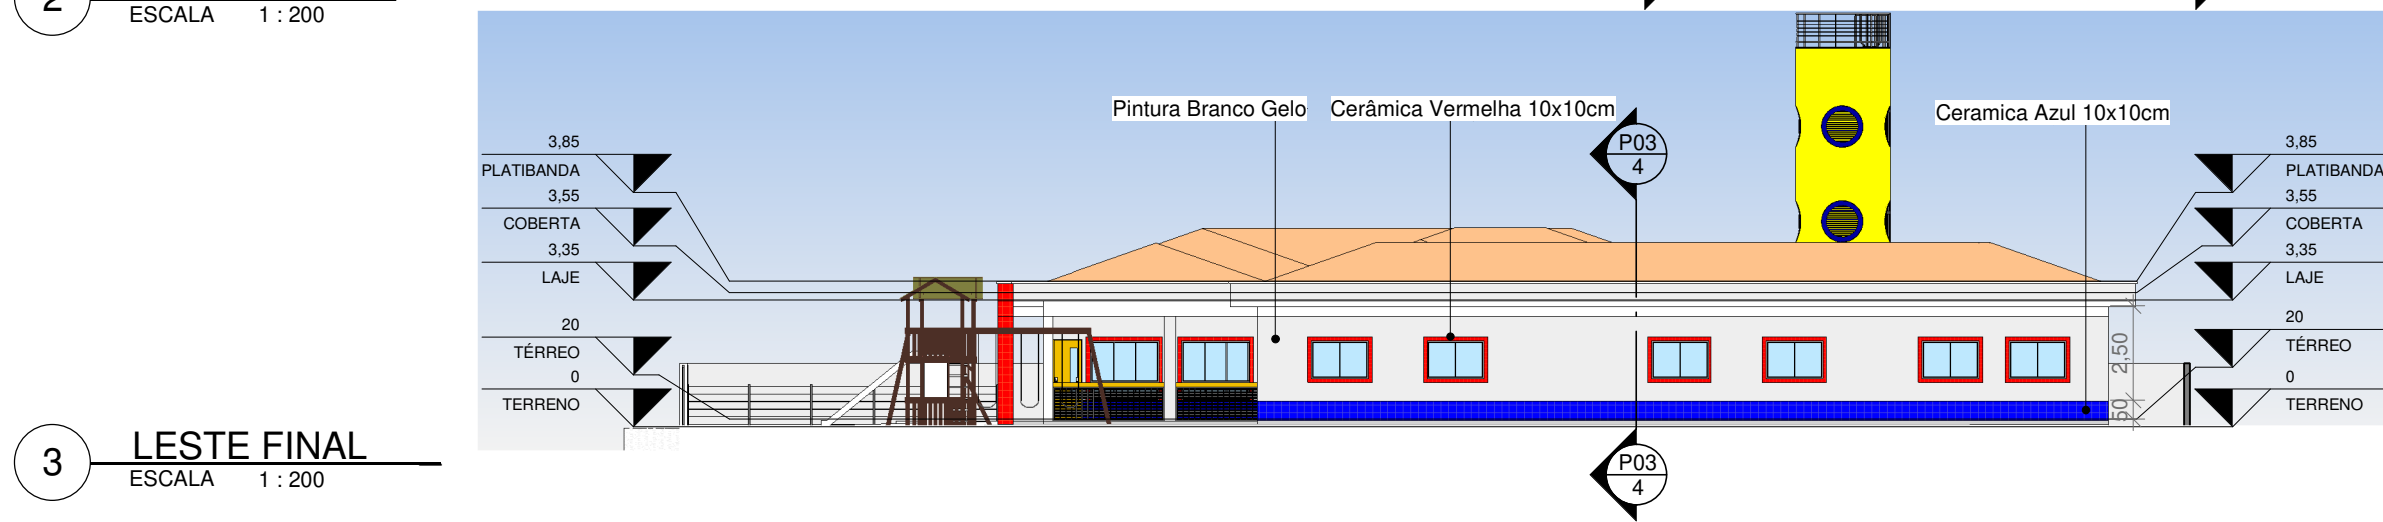 2
ESCALA 1 : 200
Pintura Branco Gelo
Cerâmica Vermelha 10x10cm
Ceramica Azul 10x10cm
P03
4
3,85
PLATIBANDA
3,55
COBERTA
3,35
LAJE
20
TÉRREO
0
TERRENO
3,85
PLATIBANDA
3,55
COBERTA
3,35
LAJE
20
TÉRREO
0
TERRENO
2,50
50
P03
4
3
LESTE FINAL
ESCALA 1 : 200